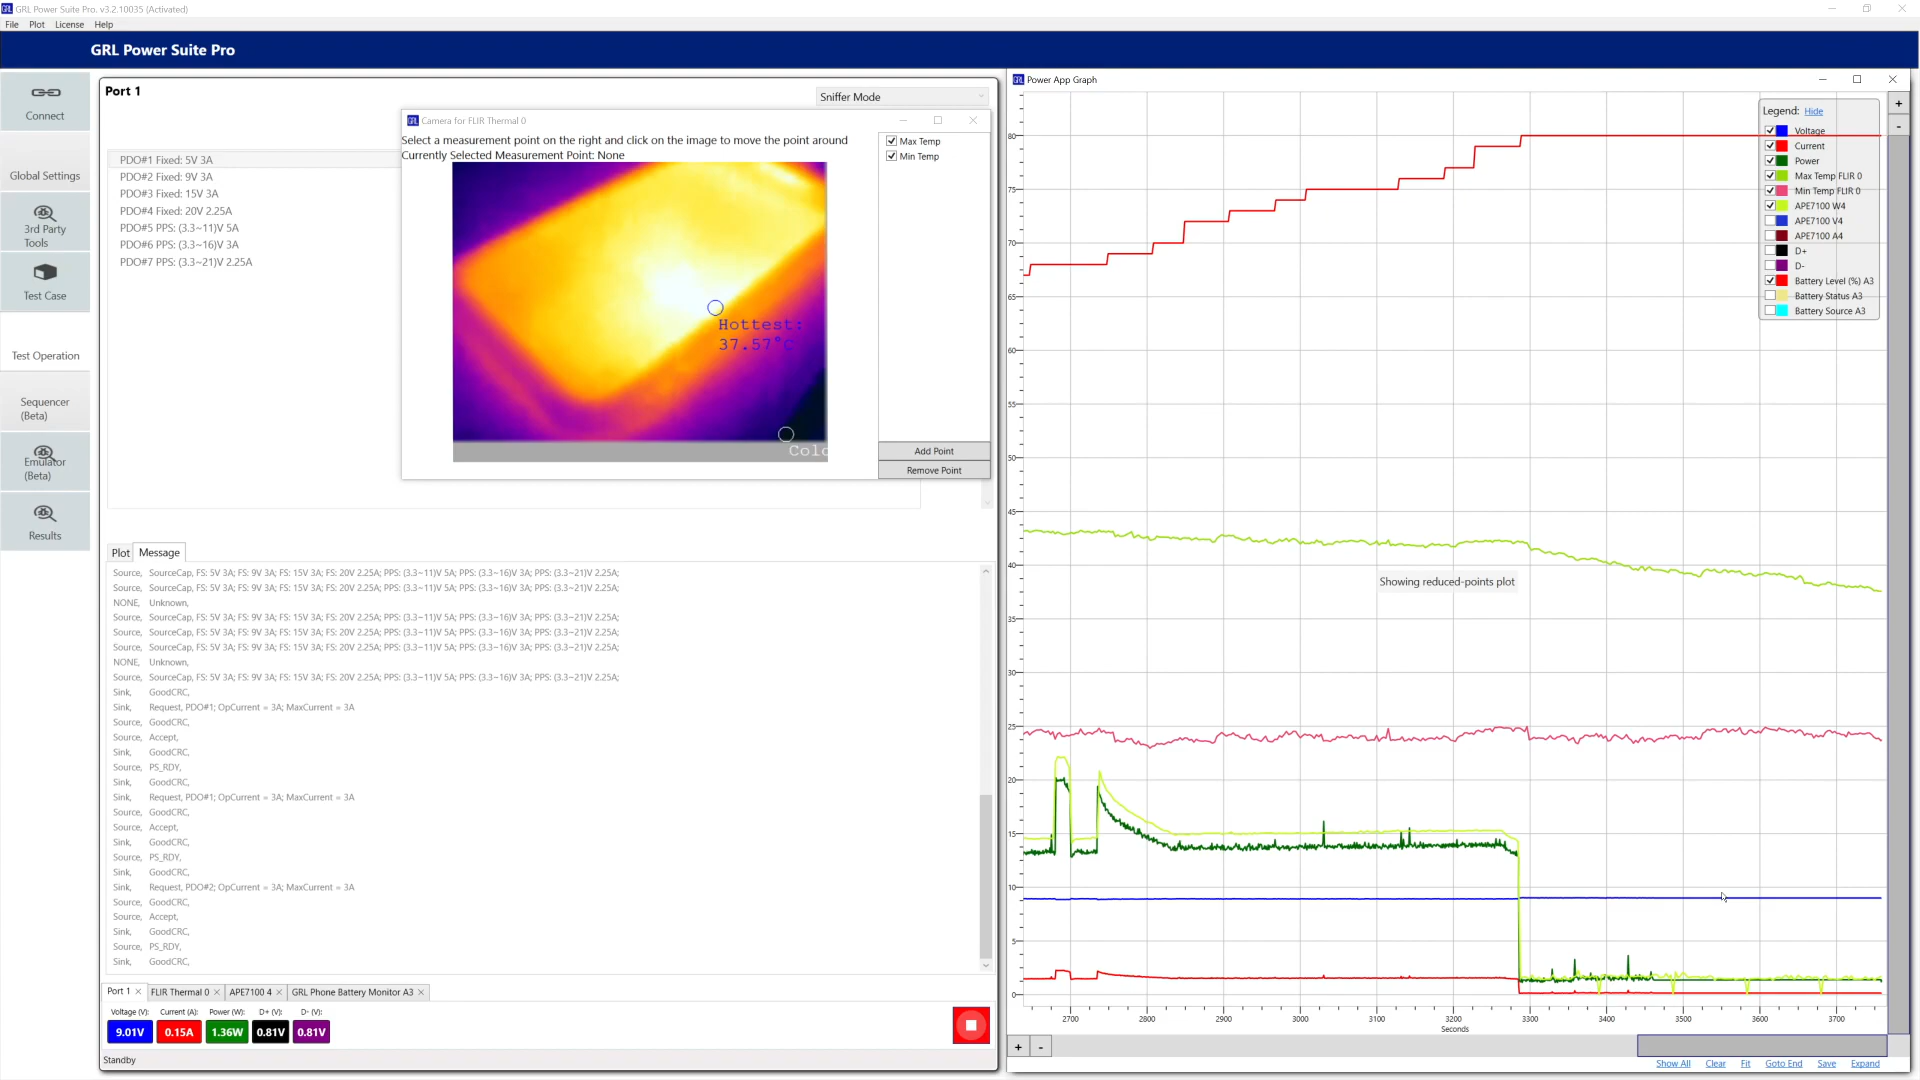 GRL Power Suite Pro. v3.2.10035 (Activated)
File Plot License Help
GRL Power Suite Pro
Connect
Global Settings
3rd Party
Tools
Test Case
Test Operation
Sequencer
(Beta)
Emulator
(Beta)
Results
Port 1
Sniffer Mode
PDO#1 Fixed: 5V 3A
PDO#2 Fixed: 9V 3A
PDO#3 Fixed: 15V 3A
PDO#4 Fixed: 20V 2.25A
PDO#5 PPS: (3.3~11)V 5A
PDO#6 PPS: (3.3~16)V 3A
PDO#7 PPS: (3.3~21)V 2.25A
Camera for FLIR Thermal 0
Select a measurement point on the right and click on the image to move the point around
Currently Selected Measurement Point: None
Max Temp
Min Temp
Hottest:
37.57°C
Add Point
Remove Point
Plot Message
Source, SourceCap, FS: 5V 3A; FS: 9V 3A; FS: 15V 3A; FS: 20V 2.25A; PPS: (3.3~11)V 5A; PPS: (3.3~16)V 3A; PPS: (3.3~21)V 2.25A;
Source, SourceCap, FS: 5V 3A; FS: 9V 3A; FS: 15V 3A; FS: 20V 2.25A; PPS: (3.3~11)V 5A; PPS: (3.3~16)V 3A; PPS: (3.3~21)V 2.25A;
NONE, Unknown,
Source, SourceCap, FS: 5V 3A; FS: 9V 3A; FS: 15V 3A; FS: 20V 2.25A; PPS: (3.3~11)V 5A; PPS: (3.3~16)V 3A; PPS: (3.3~21)V 2.25A;
Source, SourceCap, FS: 5V 3A; FS: 9V 3A; FS: 15V 3A; FS: 20V 2.25A; PPS: (3.3~11)V 5A; PPS: (3.3~16)V 3A; PPS: (3.3~21)V 2.25A;
Source, SourceCap, FS: 5V 3A; FS: 9V 3A; FS: 15V 3A; FS: 20V 2.25A; PPS: (3.3~11)V 5A; PPS: (3.3~16)V 3A; PPS: (3.3~21)V 2.25A;
NONE, Unknown,
Source, SourceCap, FS: 5V 3A; FS: 9V 3A; FS: 15V 3A; FS: 20V 2.25A; PPS: (3.3~11)V 5A; PPS: (3.3~16)V 3A; PPS: (3.3~21)V 2.25A;
Sink, GoodCRC,
Sink, Request, PDO#1; OpCurrent = 3A; MaxCurrent = 3A
Source, GoodCRC,
Source, Accept,
Sink, GoodCRC,
Source, PS_RDY,
Sink, GoodCRC,
Sink, Request, PDO#1; OpCurrent = 3A; MaxCurrent = 3A
Source, GoodCRC,
Source, Accept,
Sink, GoodCRC,
Source, PS_RDY,
Sink, GoodCRC,
Sink, Request, PDO#2; OpCurrent = 3A; MaxCurrent = 3A
Source, GoodCRC,
Source, Accept,
Sink, GoodCRC,
Source, PS_RDY,
Sink, GoodCRC,
Port 1 FLIR Thermal 0 APE7100 4 GRL Phone Battery Monitor A3
Voltage (V): Current (A): Power (W): D+ (V): D- (V):
9.01V 0.15A 1.36W 0.81V 0.81V
Standby
Power App Graph
Legend: Hide
Voltage
Current
Power
Max Temp FLIR 0
Min Temp FLIR 0
APE7100 W4
APE7100 V4
APE7100 A4
D+
D-
Battery Level (%) A3
Battery Status A3
Battery Source A3
80
75
70
65
60
55
50
45
40
35
30
25
20
15
10
5
0
Showing reduced-points plot
2700 2800 2900 3000 3100 3200 3300 3400 3500 3600 3700
Seconds
+ -
Show All Clear Fit Goto End Save Expand